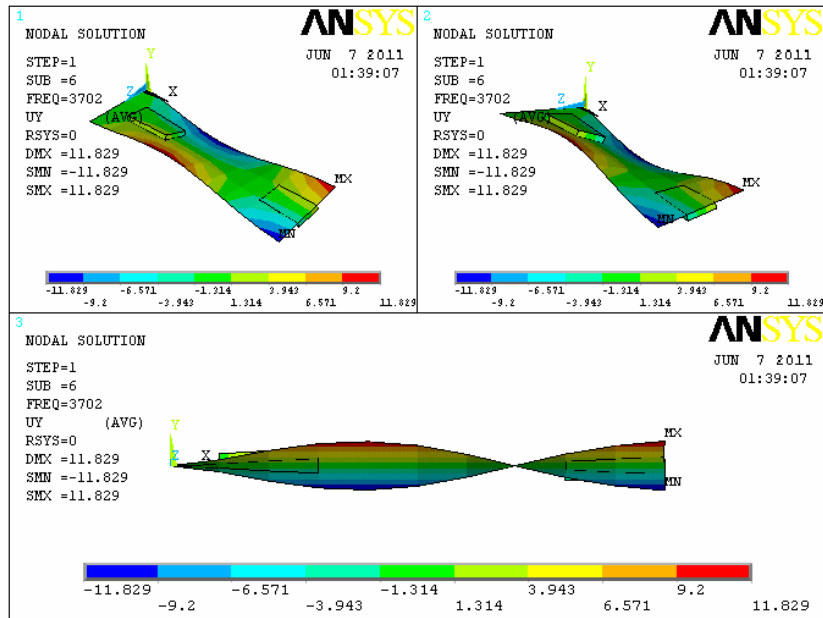 1
ANSYS
NODAL SOLUTION
JUN 7 2011
01:39:07
STEP=1
SUB =6
FREQ=3702
UY (AVG)
RSYS=0
DMX =11.829
SMN =-11.829
SMX =11.829
Y
Z X
MX
MN
-11.829 -6.571 -1.314 3.943 9.2
-9.2 -3.943 1.314 6.571 11.829
2
ANSYS
NODAL SOLUTION
JUN 7 2011
01:39:07
STEP=1
SUB =6
FREQ=3702
UY (AVG)
RSYS=0
DMX =11.829
SMN =-11.829
SMX =11.829
Y
Z X
MX
MN
-11.829 -6.571 -1.314 3.943 9.2
-9.2 -3.943 1.314 6.571 11.829
3
ANSYS
NODAL SOLUTION
JUN 7 2011
01:39:07
STEP=1
SUB =6
FREQ=3702
UY (AVG)
RSYS=0
DMX =11.829
SMN =-11.829
SMX =11.829
Y
Z X
MX
MN
-11.829 -6.571 -1.314 3.943 9.2
-9.2 -3.943 1.314 6.571 11.829